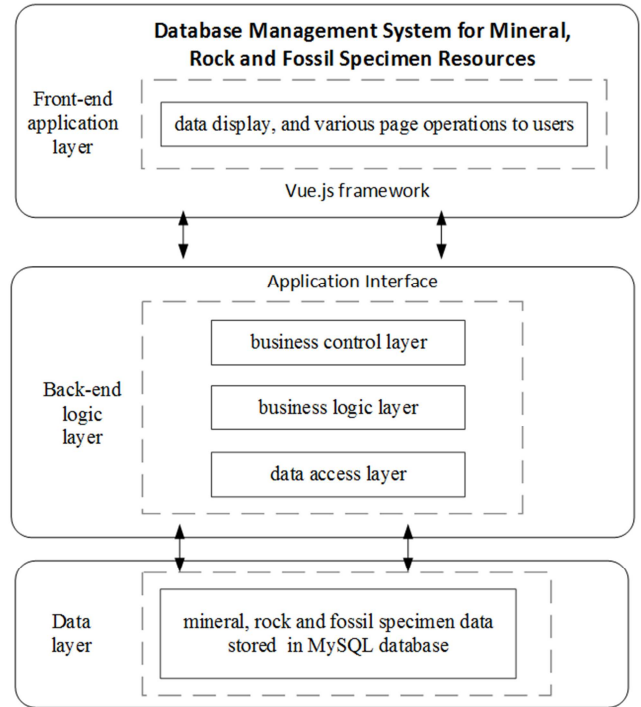 Database Management System for Mineral,
Rock and Fossil Specimen Resources
Front-end
application
layer
data display, and various page operations to users
Vue.js framework
Application Interface
Back-end
logic
layer
business control layer
business logic layer
data access layer
Data
layer
mineral, rock and fossil specimen data
stored in MySQL database